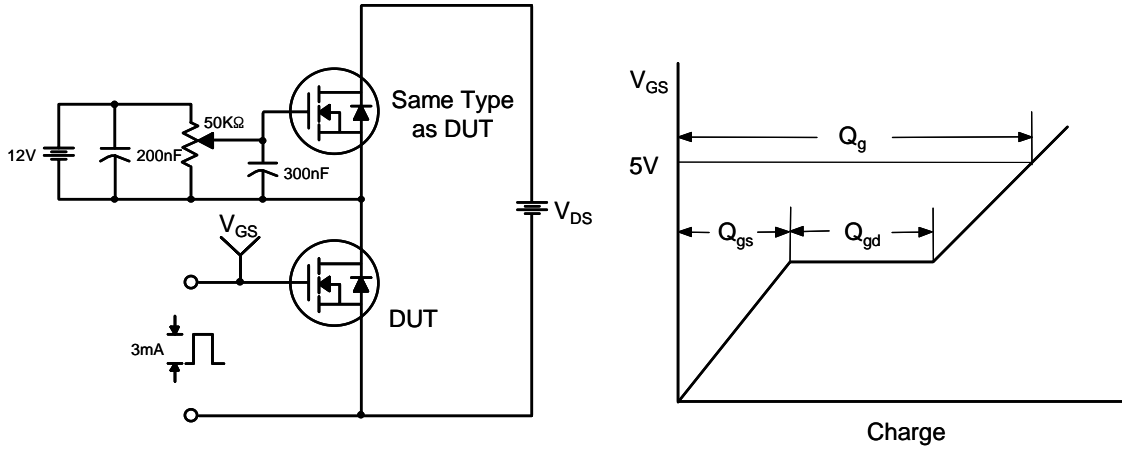 Same Type
as DUT
50KΩ
12V
200nF
300nF
V_GS
V_DS
DUT
3mA
V_GS
Q_g
5V
Q_gs
Q_gd
Charge